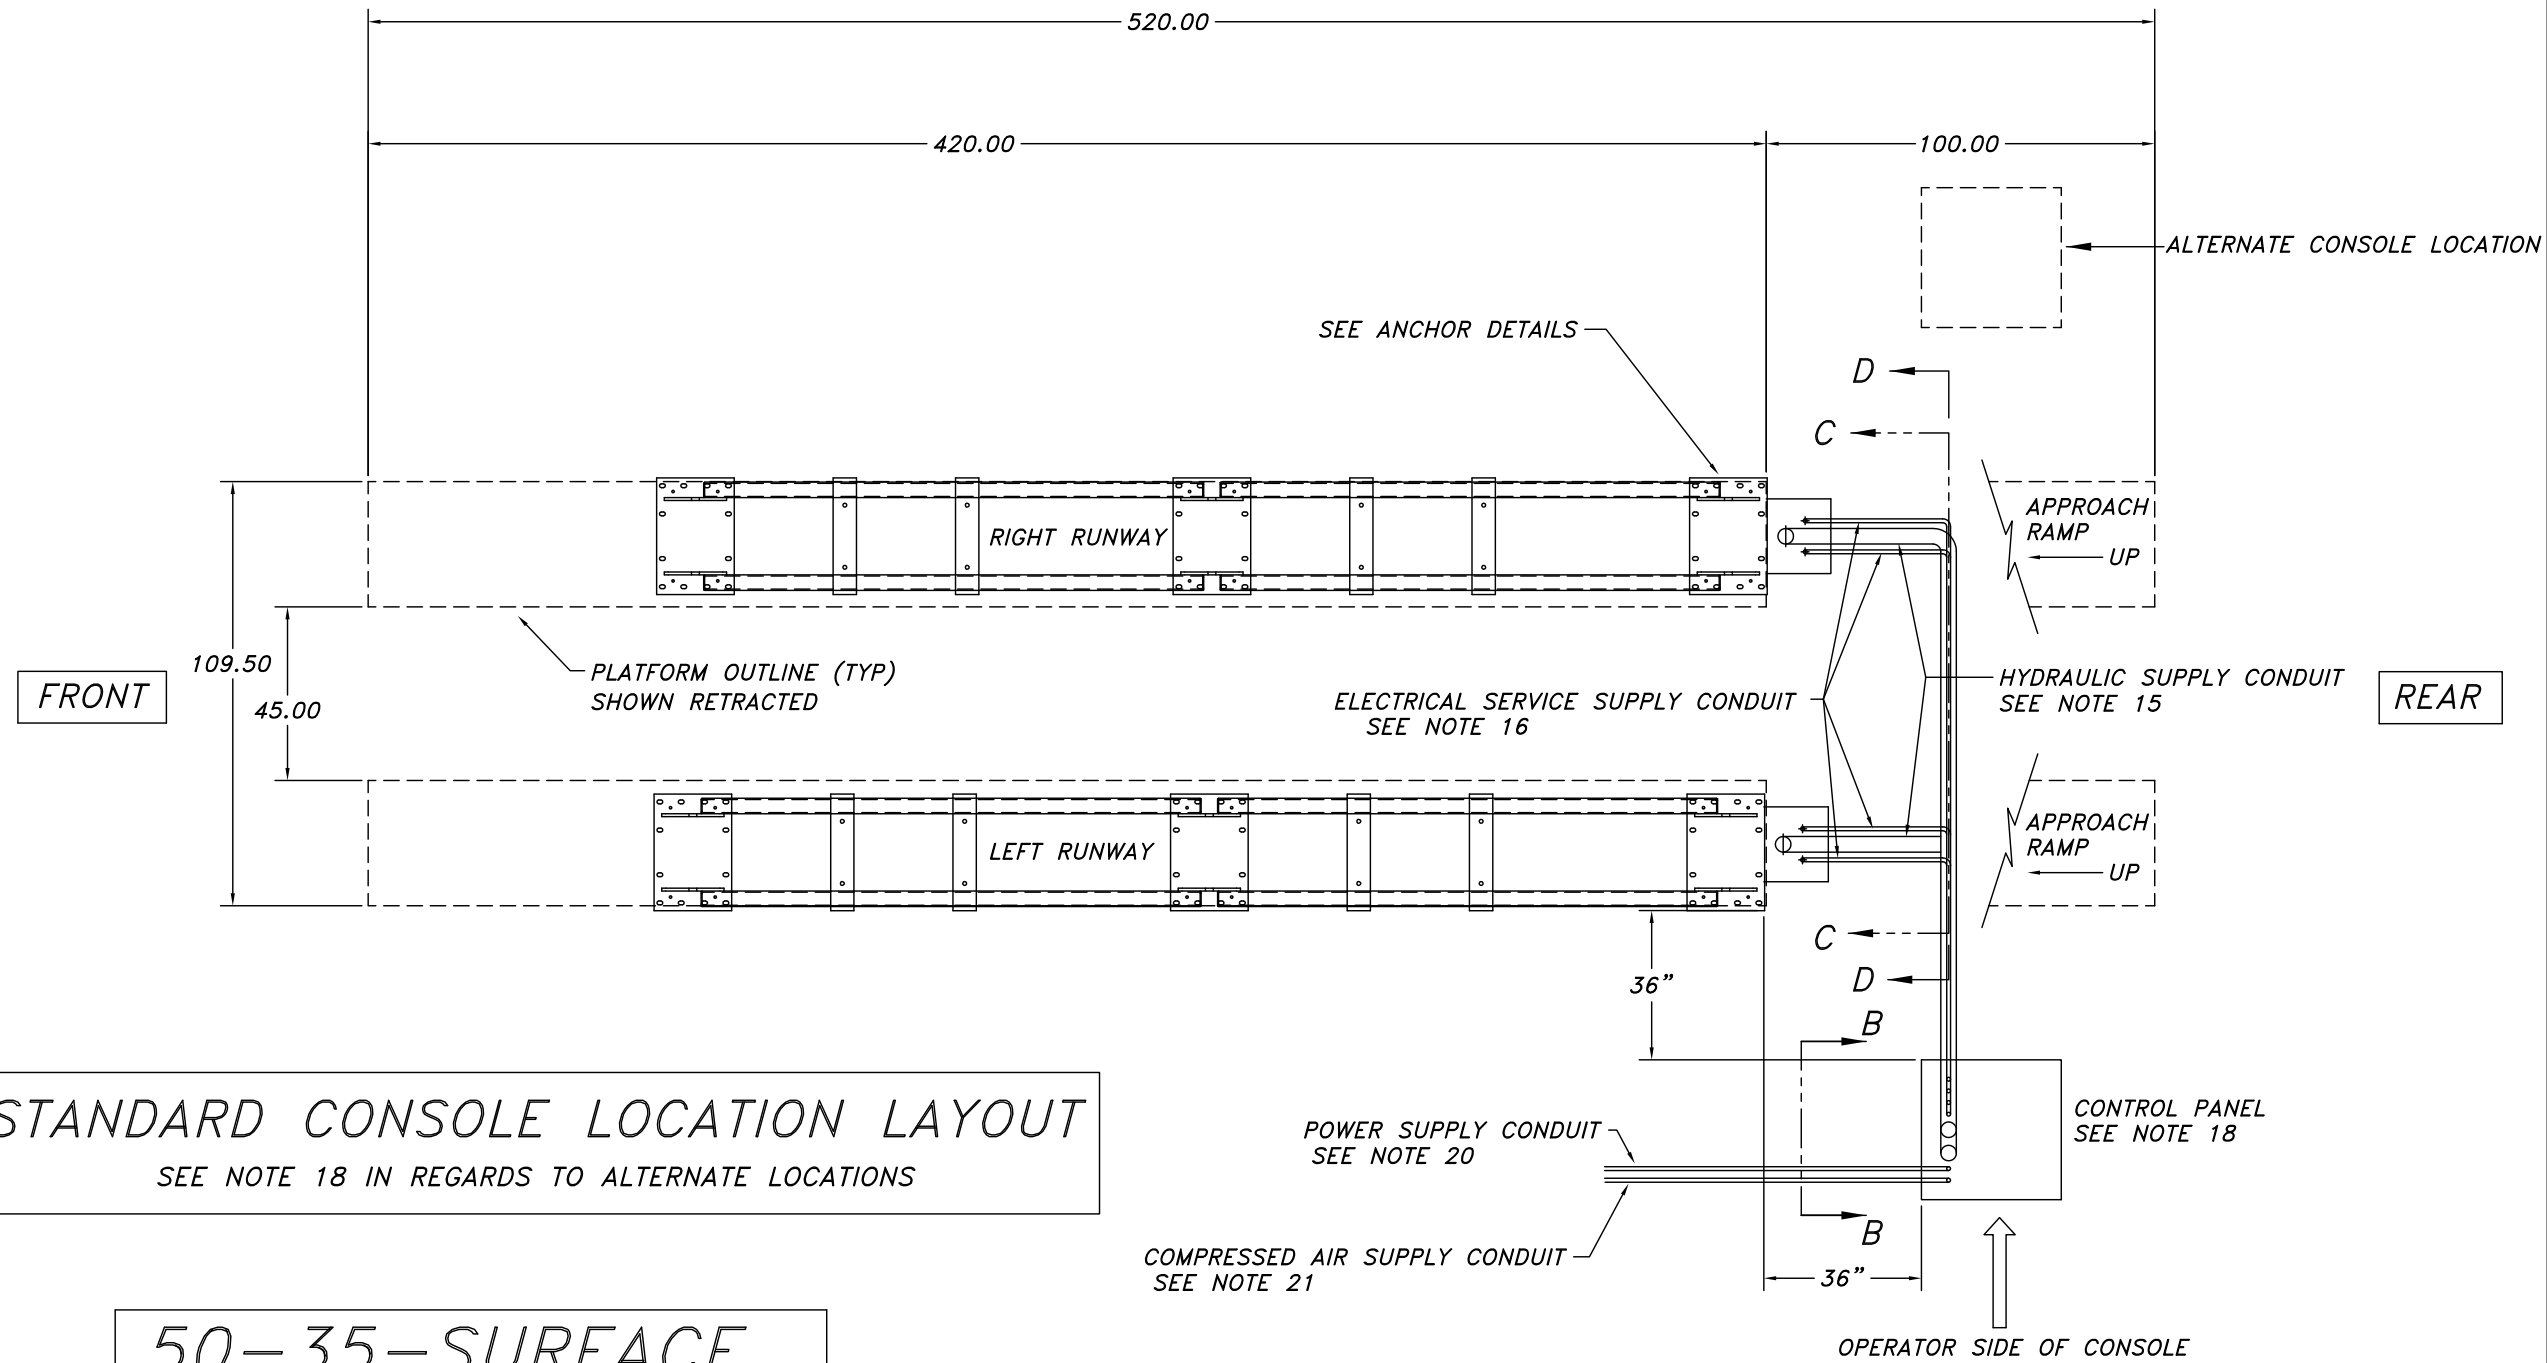 520.00
420.00
100.00
ALTERNATE CONSOLE LOCATION
SEE ANCHOR DETAILS
D
C
RIGHT RUNWAY
APPROACH
RAMP
UP
109.50
45.00
FRONT
PLATFORM OUTLINE (TYP)
SHOWN RETRACTED
ELECTRICAL SERVICE SUPPLY CONDUIT
SEE NOTE 16
HYDRAULIC SUPPLY CONDUIT
SEE NOTE 15
REAR
LEFT RUNWAY
APPROACH
RAMP
UP
C
D
36”
B
STANDARD CONSOLE LOCATION LAYOUT
SEE NOTE 18 IN REGARDS TO ALTERNATE LOCATIONS
POWER SUPPLY CONDUIT
SEE NOTE 20
CONTROL PANEL
SEE NOTE 18
B
COMPRESSED AIR SUPPLY CONDUIT
SEE NOTE 21
36”
50-35-SURFACE
OPERATOR SIDE OF CONSOLE